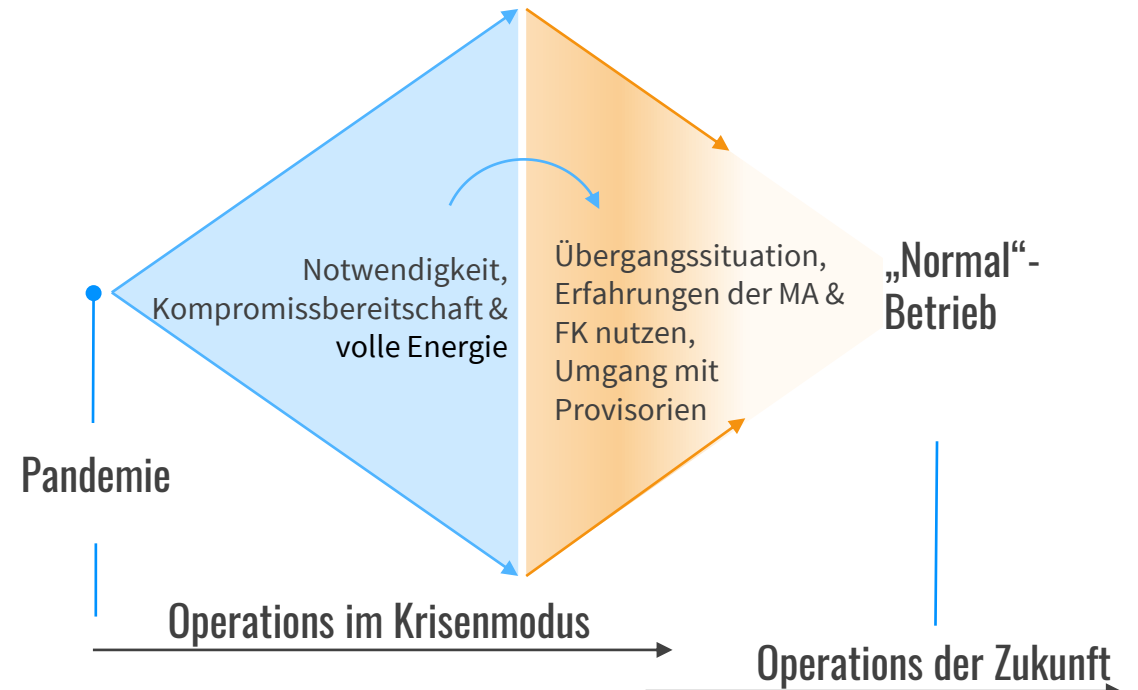 Notwendigkeit,
Kompromissbereitschaft &
volle Energie
Übergangssituation,
Erfahrungen der MA &
FK nutzen,
Umgang mit
Provisorien
„Normal“-
Betrieb
Pandemie
Operations im Krisenmodus
Operations der Zukunft